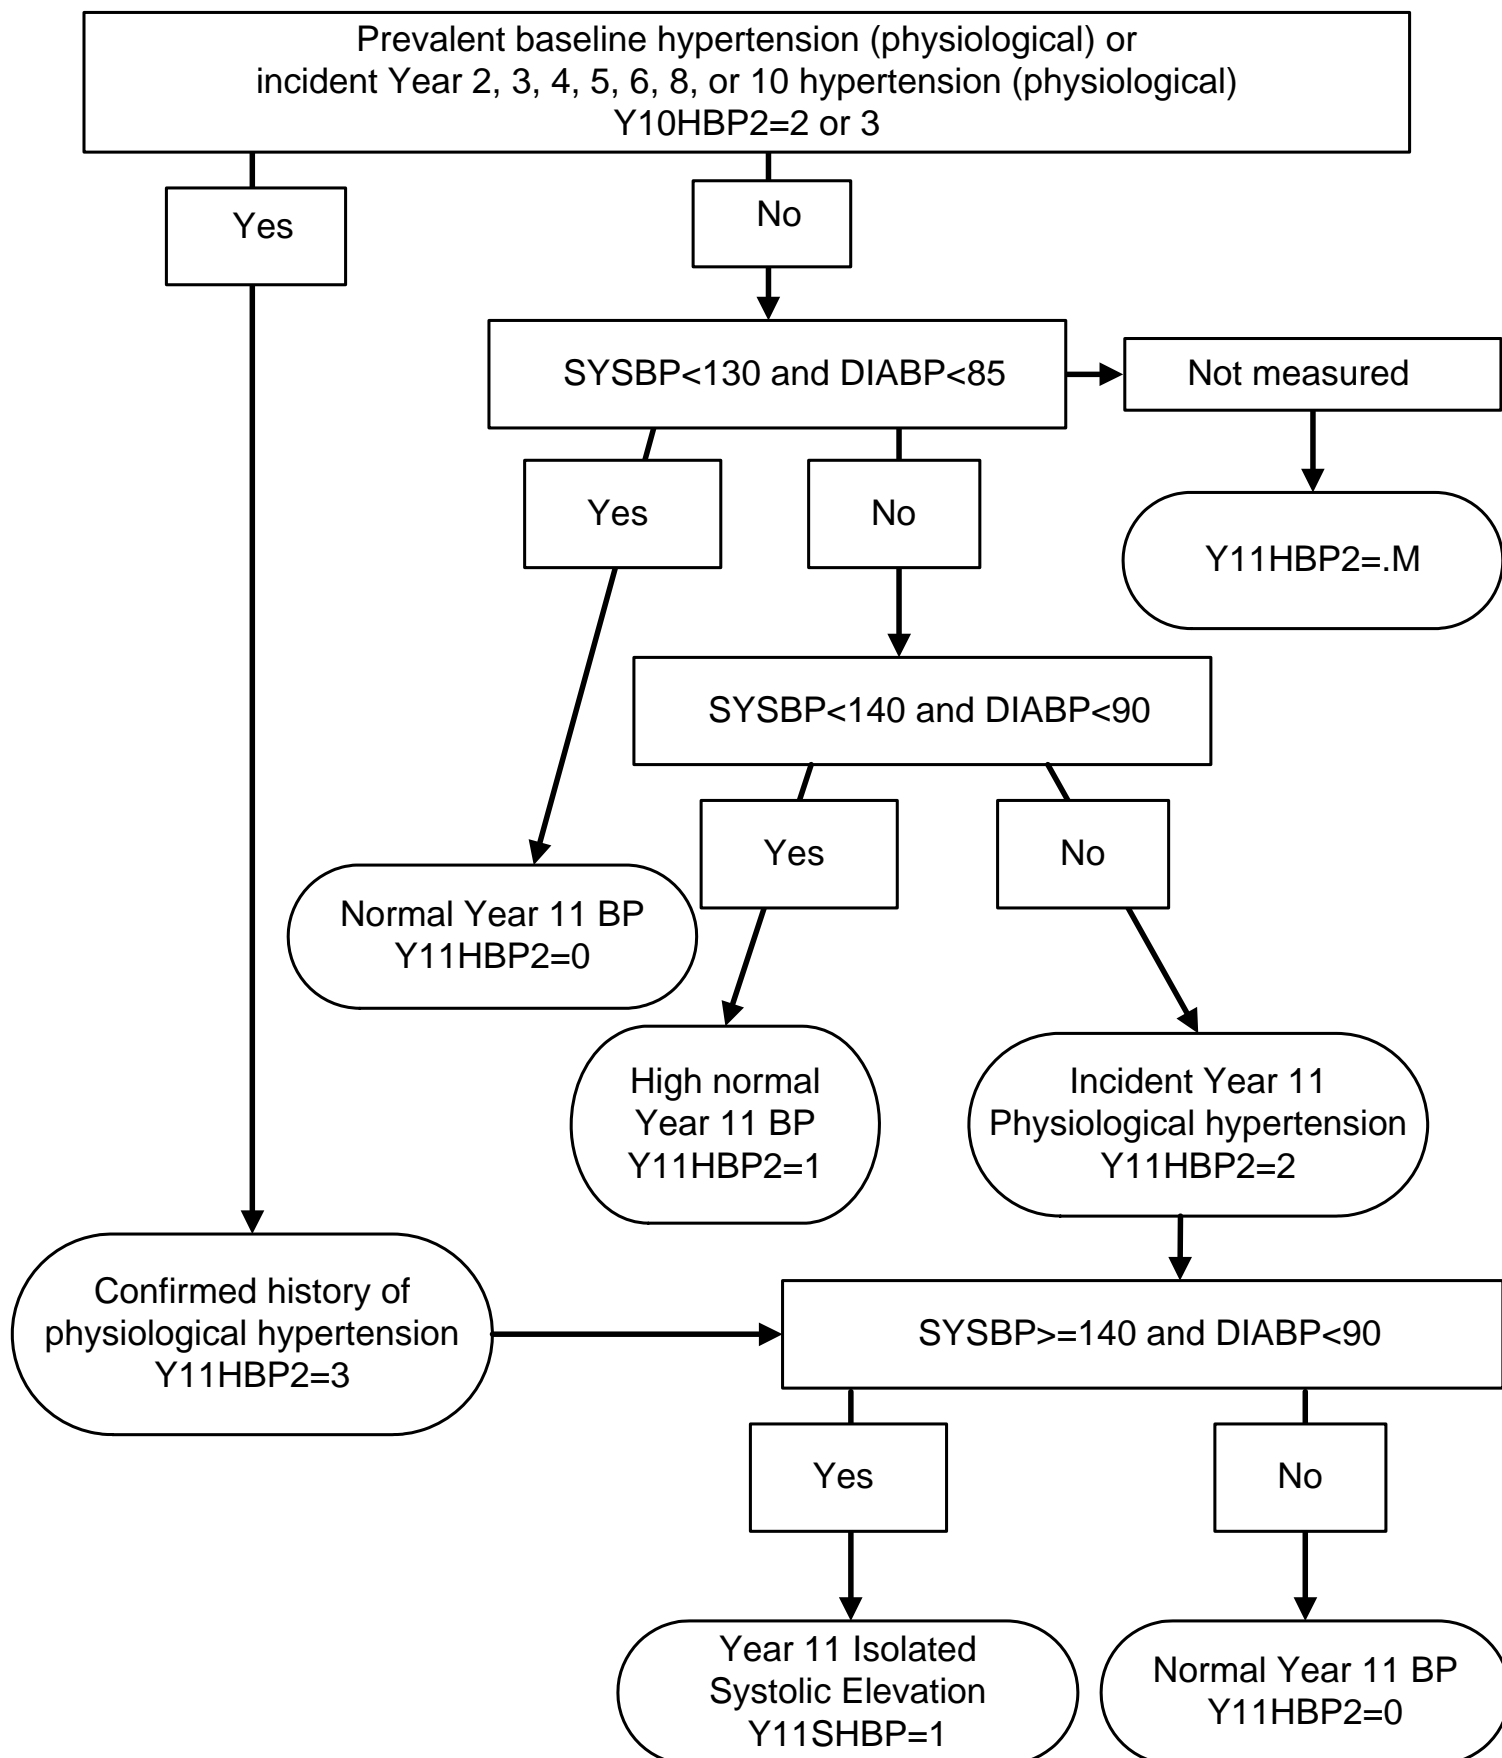 Prevalent baseline hypertension (physiological) or
incident Year 2, 3, 4, 5, 6, 8, or 10 hypertension (physiological)
Y10HBP2=2 or 3
Yes
No
SYSBP<130 and DIABP<85
Not measured
Yes
No
Y11HBP2=.M
SYSBP<140 and DIABP<90
Yes
No
Normal Year 11 BP
Y11HBP2=0
High normal
Year 11 BP
Y11HBP2=1
Incident Year 11
Physiological hypertension
Y11HBP2=2
Confirmed history of
physiological hypertension
Y11HBP2=3
SYSBP>=140 and DIABP<90
Yes
No
Year 11 Isolated
Systolic Elevation
Y11SHBP=1
Normal Year 11 BP
Y11HBP2=0